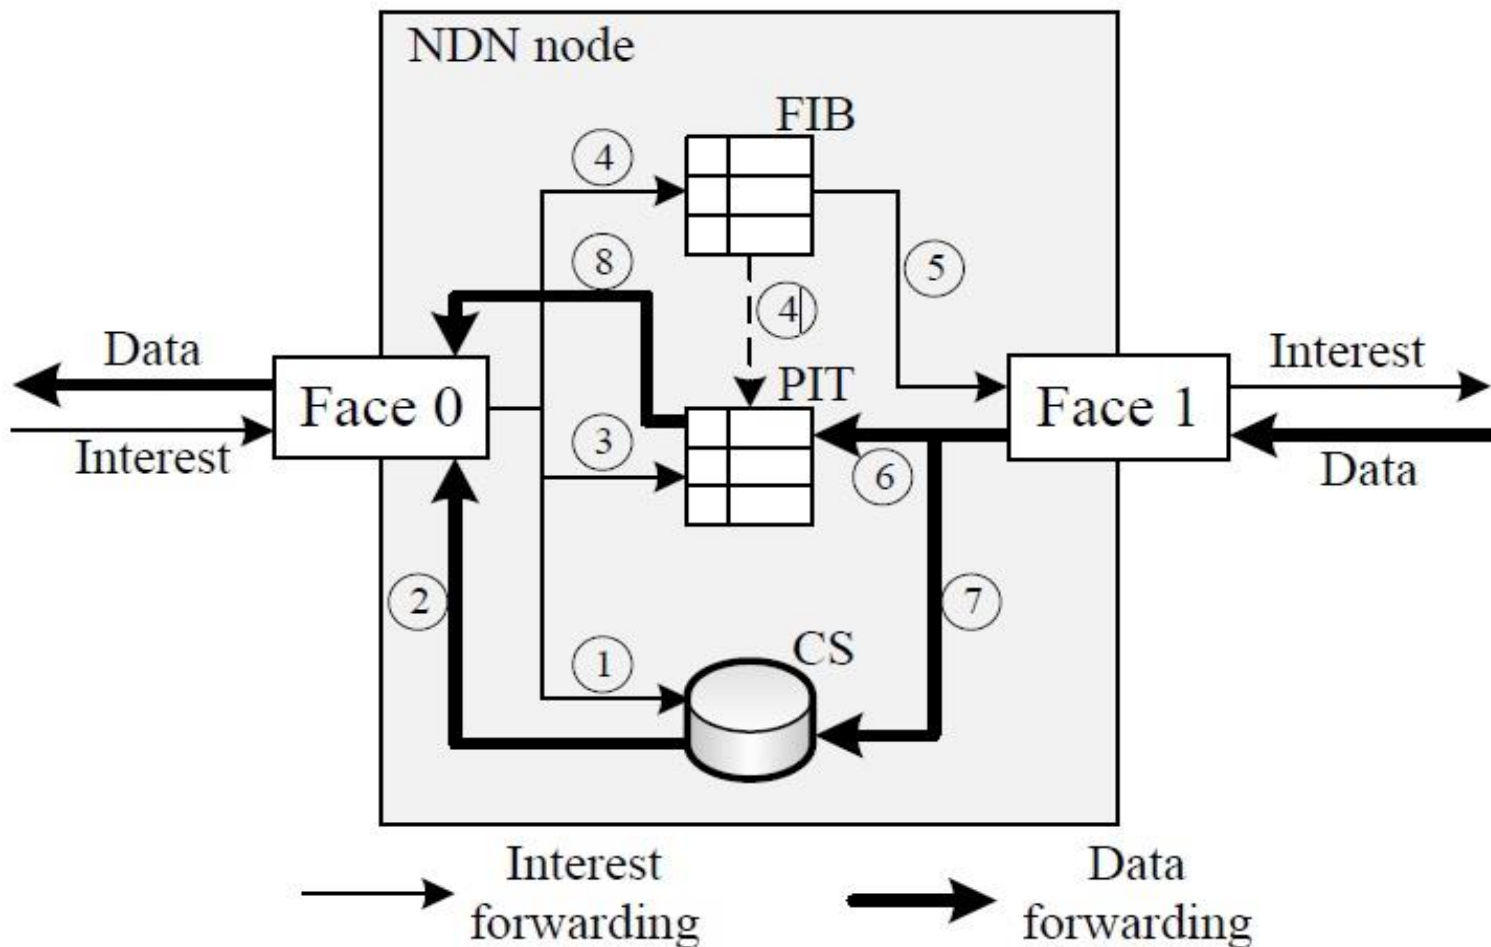 NDN node
FIB
4
8
5
4
Data
Interest
PIT
Face 0
Face 1
3
Interest
6
Data
2
7
CS
1
Interest
forwarding
Data
forwarding